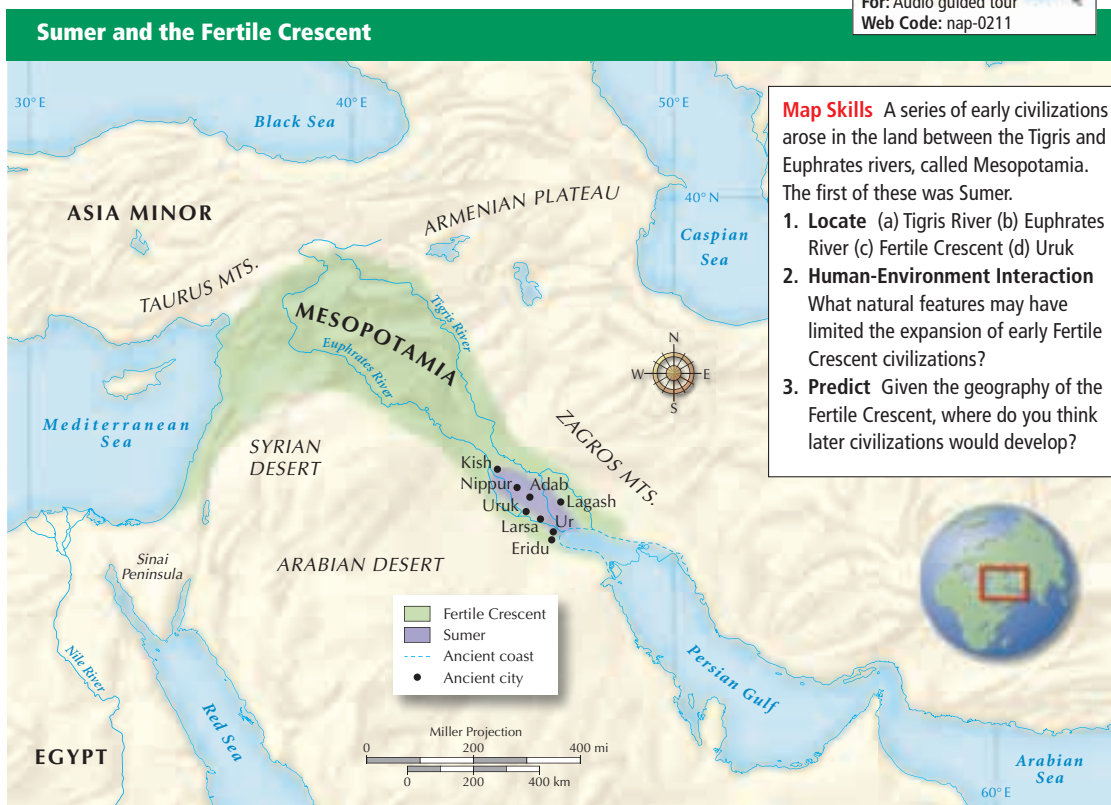 For: Audio guided tour
Web Code: nap-0211
Sumer and the Fertile Crescent
30°E
40°E
50°E
Black Sea
Map Skills A series of early civilizations
arose in the land between the Tigris and
Euphrates rivers, called Mesopotamia.
The first of these was Sumer.
1. Locate (a) Tigris River (b) Euphrates
River (c) Fertile Crescent (d) Uruk
2. Human-Environment Interaction
What natural features may have
limited the expansion of early Fertile
Crescent civilizations?
3. Predict Given the geography of the
Fertile Crescent, where do you think
later civilizations would develop?
ASIA MINOR
ARMENIAN PLATEAU
40°N
Caspian
Sea
TAURUS MTS.
MESOPOTAMIA
Tigris River
Euphrates River
N
W
E
S
Mediterranean
Sea
SYRIAN
DESERT
ZAGROS MTS.
Kish
Nippur
Adab
Lagash
Uruk
Larsa
Ur
Eridu
Sinai
Peninsula
ARABIAN DESERT
Fertile Crescent
Sumer
Ancient coast
Ancient city
Nile River
Red Sea
Persian Gulf
EGYPT
Miller Projection
0
200
400 mi
0
200
400 km
Arabian
Sea
60°E